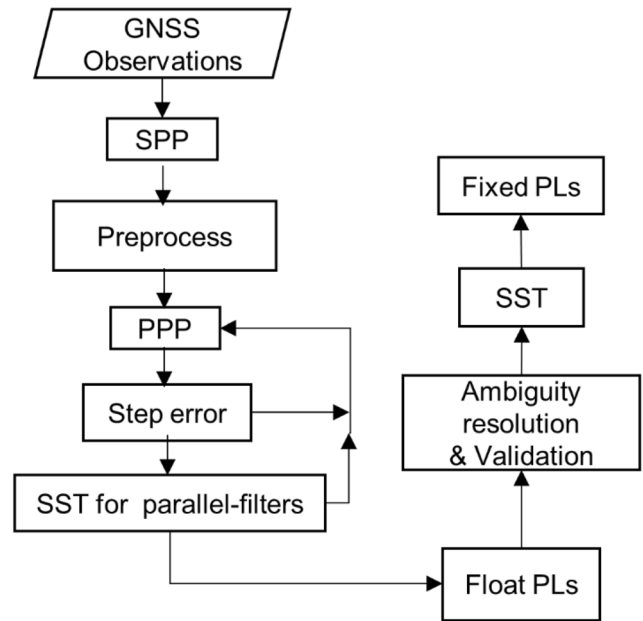 GNSS
Observations
SPP
Preprocess
PPP
Step error
SST for parallel-filters
Float PLs
Ambiguity
resolution
& Validation
SST
Fixed PLs